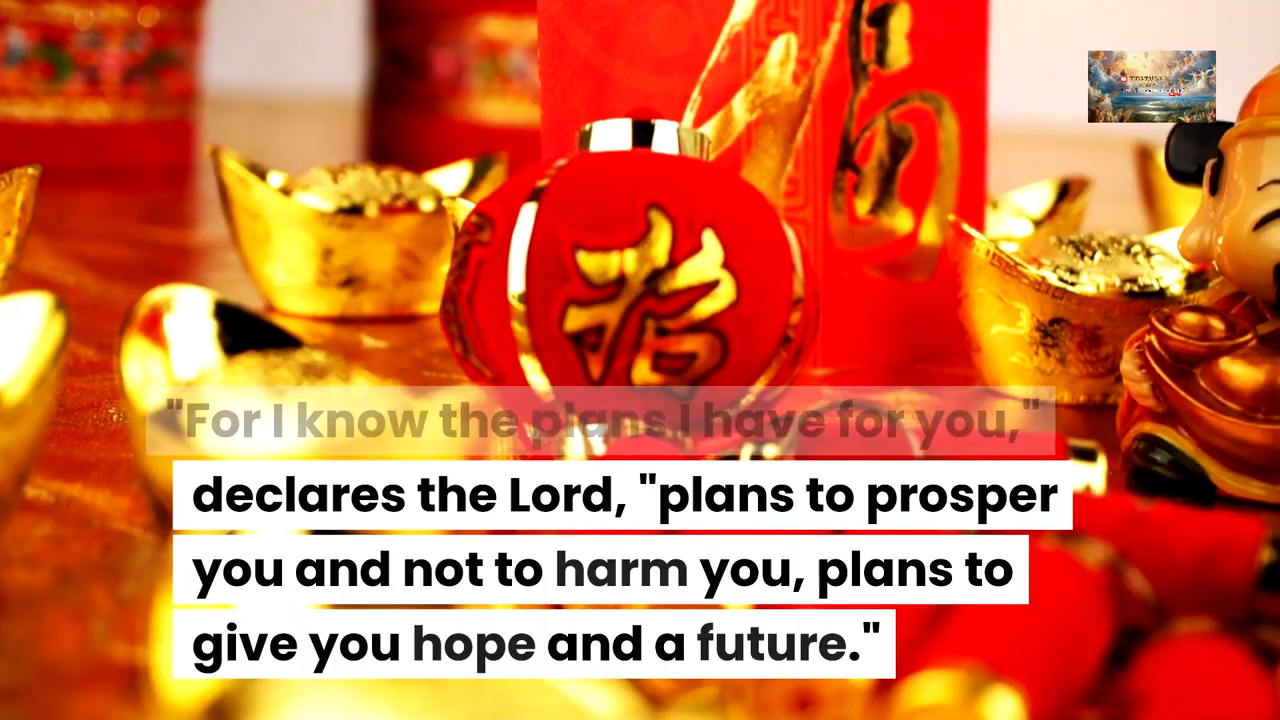 福
"For I know the plans I have for you,"
declares the Lord, "plans to prosper
you and not to harm you, plans to
give you hope and a future."